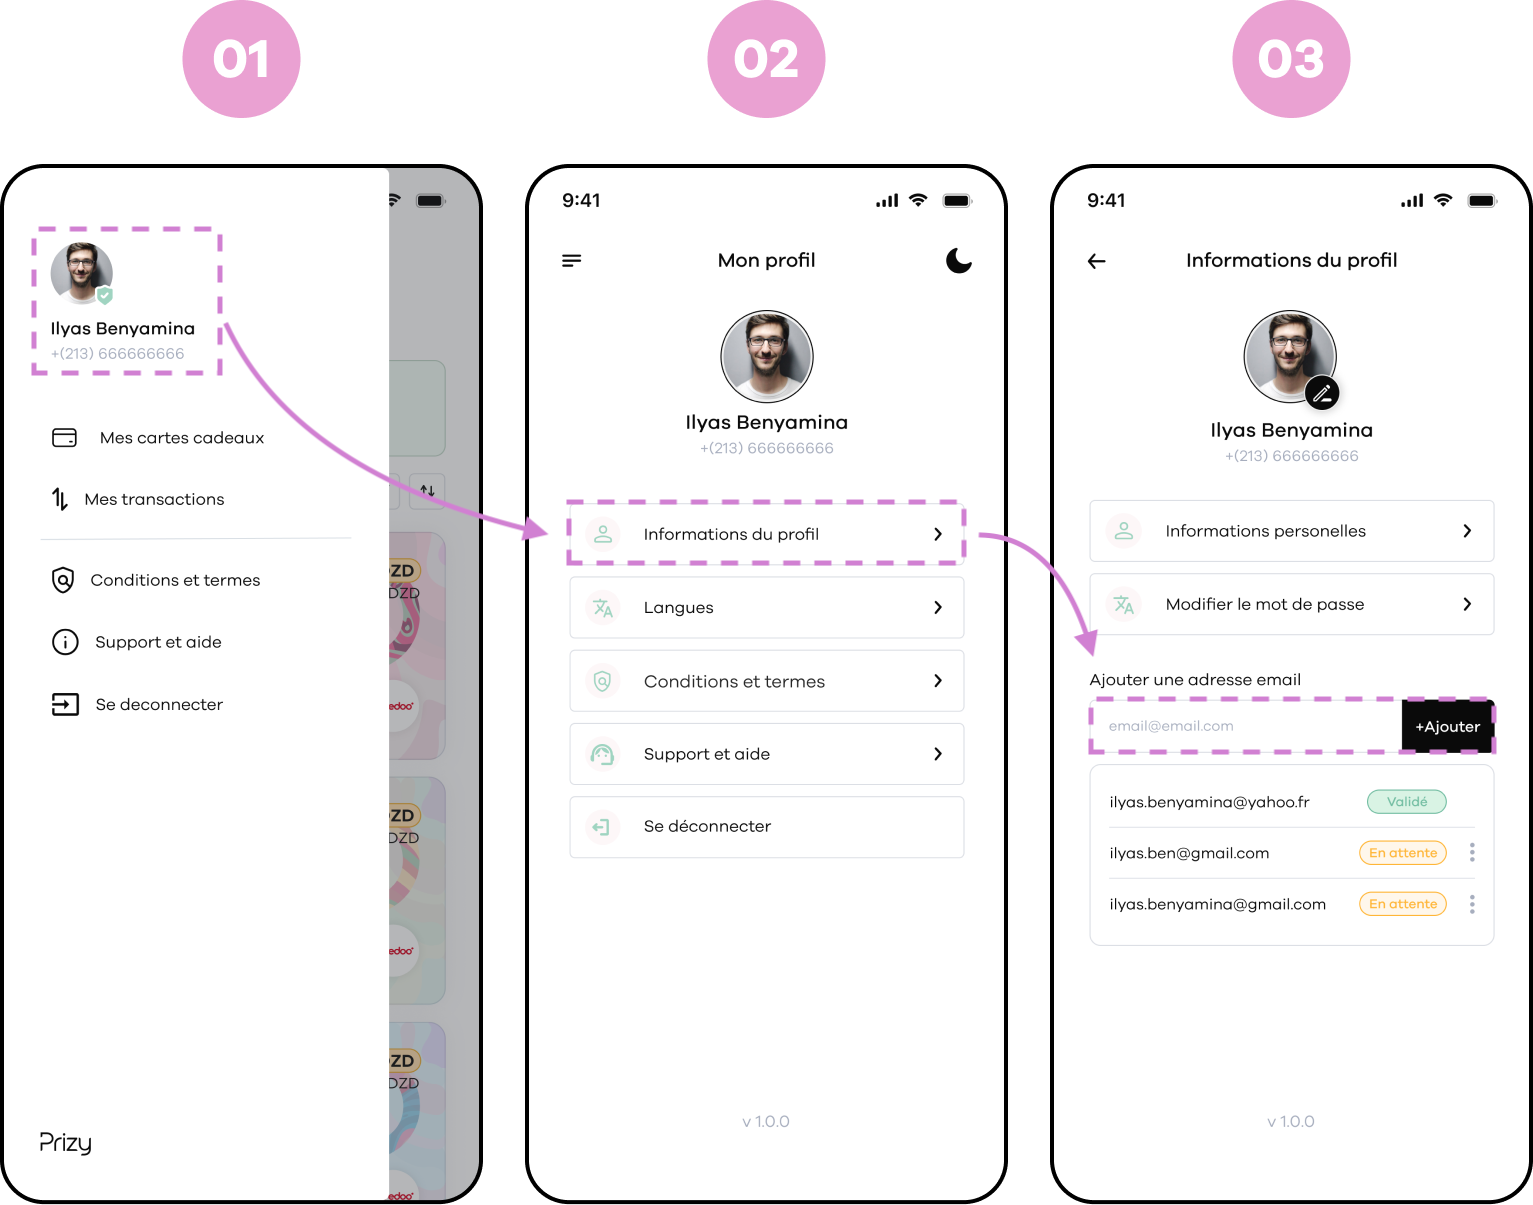 01
Ilyas Benyamina
+(213) 666666666
Mes cartes cadeaux
Mes transactions
Conditions et termes
Support et aide
Se deconnecter
Prizy
DZD
edoo
ZD
DZD
edoo
ZD
DZD
edoo
02
9:41
Mon profil
Ilyas Benyamina
+(213) 666666666
Informations du profil
Langues
Conditions et termes
Support et aide
Se déconnecter
v 1.0.0
03
9:41
Informations du profil
Ilyas Benyamina
+(213) 666666666
Informations personelles
Modifier le mot de passe
Ajouter une adresse email
email@email.com
+Ajouter
ilyas.benyamina@yahoo.fr
Validé
ilyas.ben@gmail.com
En attente
ilyas.benyamina@gmail.com
En attente
v 1.0.0